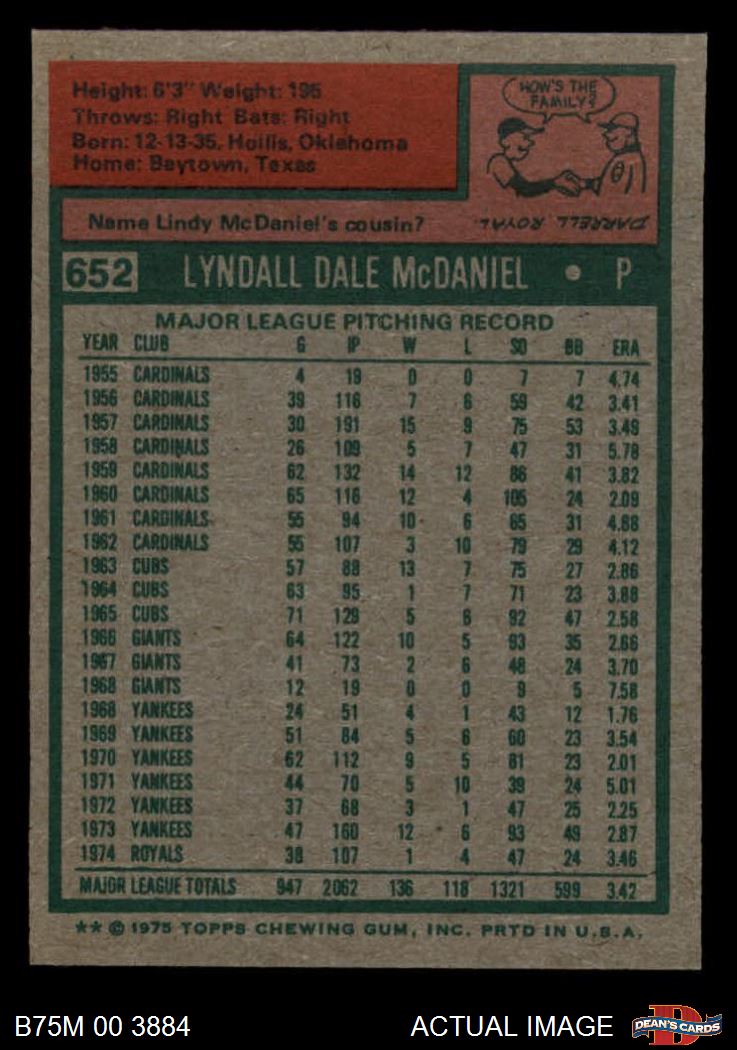 Height: 6'3" Weight: 195
Throws: Right Bats: Right
Born: 12-13-35, Hollis, Oklahoma
Home: Baytown, Texas
HOW'S THE
FAMILY?
Name Lindy McDaniel's cousin?
DARRELL ROYAL
652 LYNDALL DALE McDANIEL • P
MAJOR LEAGUE PITCHING RECORD
YEAR CLUB G IP W L SO BB ERA
1955 CARDINALS 4 19 0 0 7 7 4.74
1956 CARDINALS 39 116 7 6 59 42 3.41
1957 CARDINALS 30 191 15 9 75 53 3.49
1958 CARDINALS 26 109 5 7 47 31 5.78
1959 CARDINALS 62 132 14 12 86 41 3.82
1960 CARDINALS 65 116 12 4 105 24 2.09
1961 CARDINALS 55 94 10 6 65 31 4.88
1962 CARDINALS 55 107 3 10 79 29 4.12
1963 CUBS 57 88 13 7 75 27 2.86
1964 CUBS 63 95 1 7 71 23 3.88
1965 CUBS 71 129 5 6 92 47 2.58
1966 GIANTS 64 122 10 5 93 35 2.66
1967 GIANTS 41 73 2 6 48 24 3.70
1968 GIANTS 12 19 0 0 9 5 7.58
1968 YANKEES 24 51 4 1 43 12 1.76
1969 YANKEES 51 84 5 6 60 23 3.54
1970 YANKEES 62 112 9 5 81 23 2.01
1971 YANKEES 44 70 5 10 39 24 5.01
1972 YANKEES 37 68 3 1 47 25 2.25
1973 YANKEES 47 160 12 6 93 49 2.87
1974 ROYALS 38 107 1 4 47 24 3.46
MAJOR LEAGUE TOTALS 947 2062 136 118 1321 599 3.42
** © 1975 TOPPS CHEWING GUM, INC. PRTD IN U.S.A.
B75M 00 3884 ACTUAL IMAGE
DEAN'S CARDS